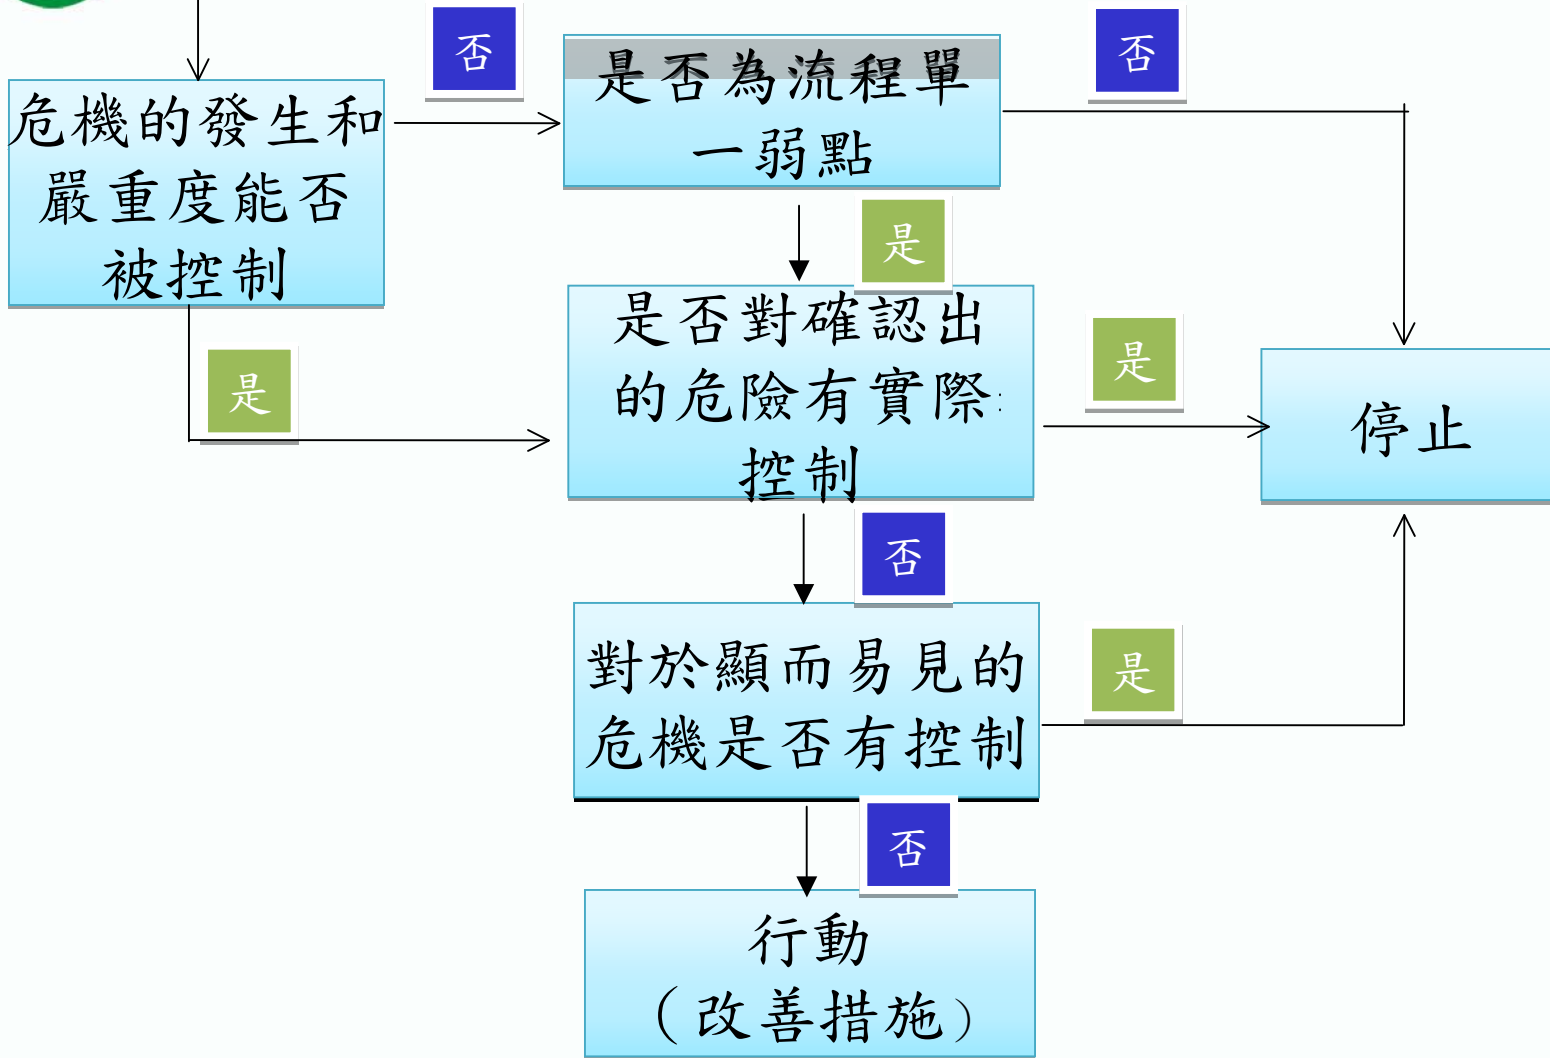 否
否
危機的發生和
嚴重度能否
被控制
是否為流程單
一弱點
是
是
是否對確認出
的危險有實際
控制
是
停止
否
對於顯而易見的
危機是否有控制
是
否
行動
（改善措施）